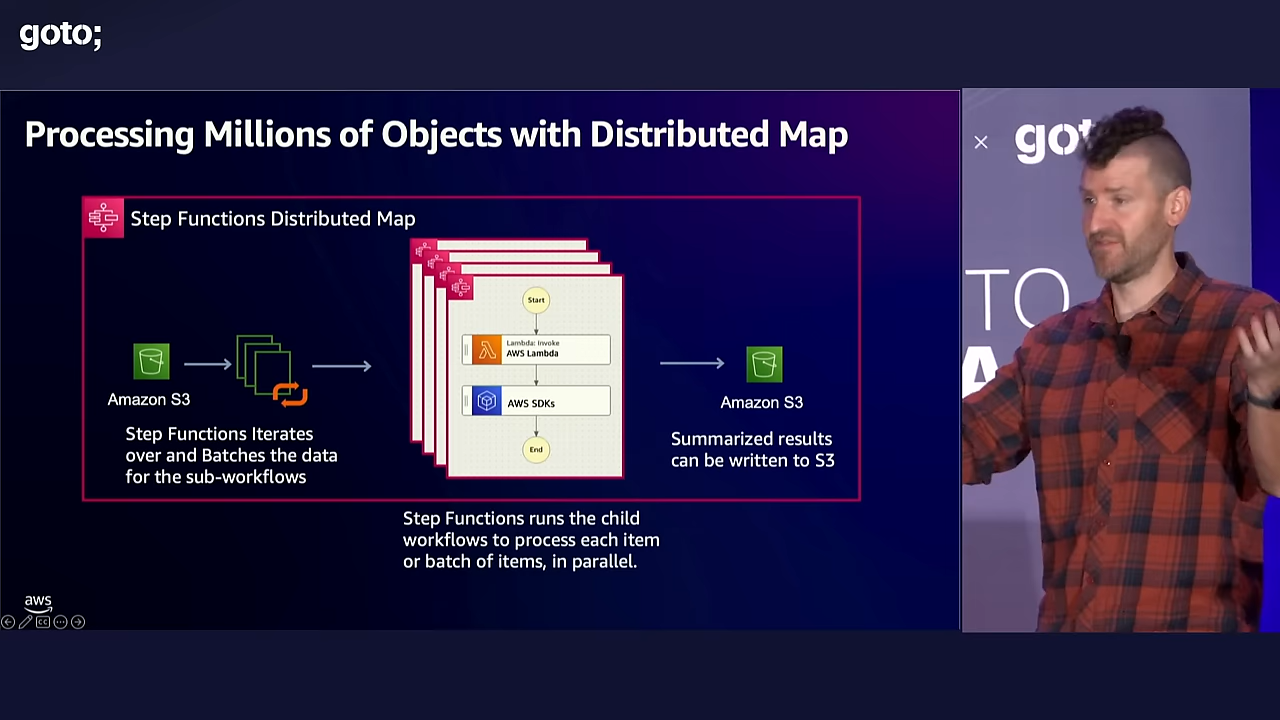 goto;
Processing Millions of Objects with Distributed Map
Step Functions Distributed Map
Start
Lambda: Invoke
AWS Lambda
AWS SDKs
End
Amazon S3
Step Functions Iterates
over and Batches the data
for the sub-workflows
Amazon S3
Summarized results
can be written to S3
Step Functions runs the child
workflows to process each item
or batch of items, in parallel.
aws
CC
got
TO
A